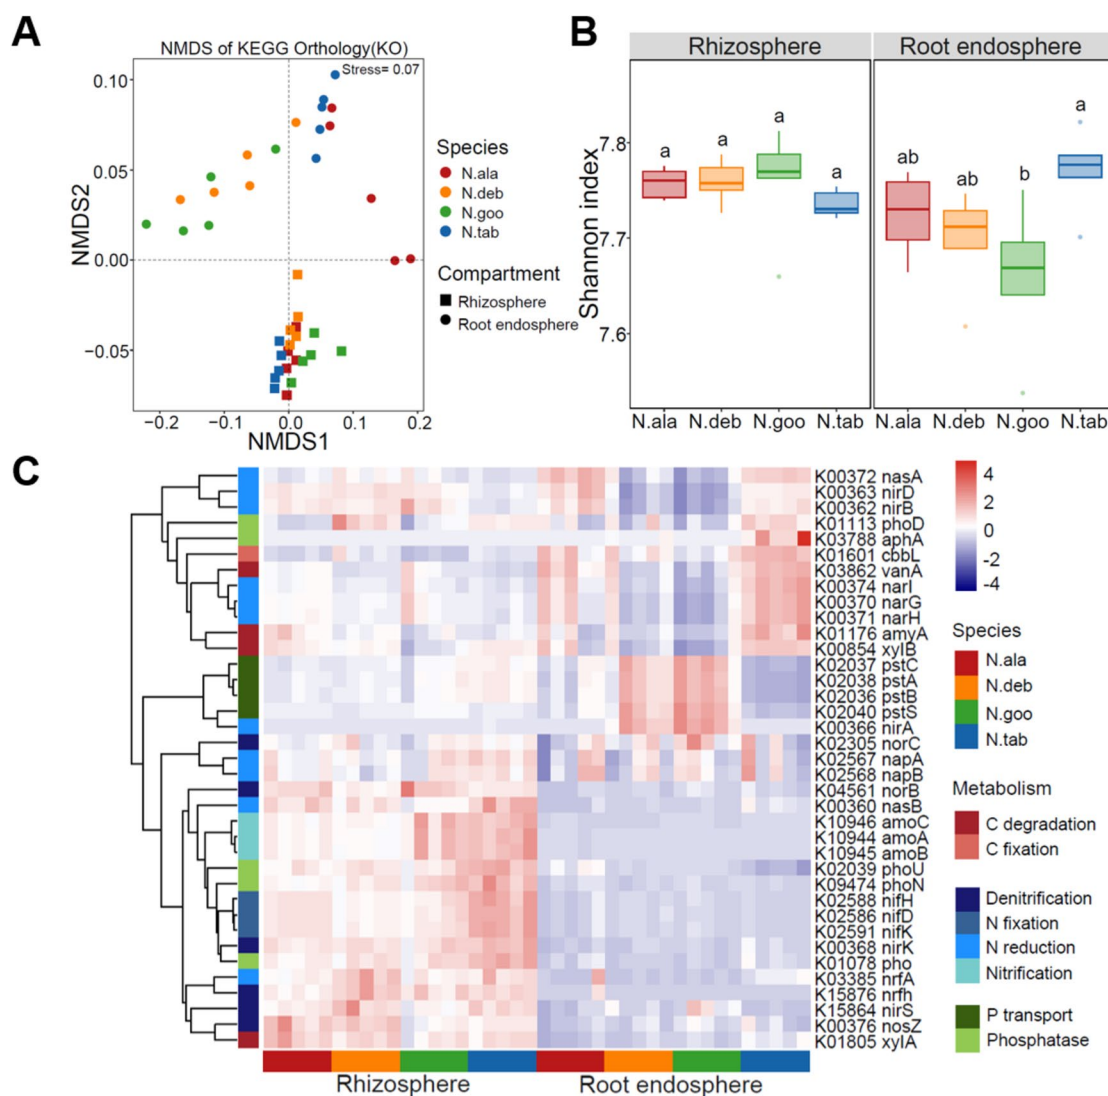 A
NMDS of KEGG Orthology(KO)
Stress= 0.07
0.10
0.05
0.00
−0.05
NMDS2
−0.2
−0.1
0.0
0.1
0.2
NMDS1
Species
N.ala
N.deb
N.goo
N.tab
Compartment
Rhizosphere
Root endosphere
B
Rhizosphere
Root endosphere
Shannon index
7.8
7.7
7.6
a
a
a
a
ab
ab
b
a
N.ala
N.deb
N.goo
N.tab
N.ala
N.deb
N.goo
N.tab
C
K00372 nasA
K00363 nirD
K00362 nirB
K01113 phoD
K03788 aphA
K01601 cbbL
K03862 vanA
K00374 narI
K00370 narG
K00371 narH
K01176 amyA
K00854 xylB
K02037 pstC
K02038 pstA
K02036 pstB
K02040 pstS
K00366 nirA
K02305 norC
K02567 napA
K02568 napB
K04561 norB
K00360 nasB
K10946 amoC
K10944 amoA
K10945 amoB
K02039 phoU
K09474 phoN
K02588 nifH
K02586 nifD
K02591 nifK
K00368 nirK
K01078 pho
K03385 nrfA
K15876 nrfh
K15864 nirS
K00376 nosZ
K01805 xylA
Rhizosphere
Root endosphere
4
2
0
-2
-4
Species
N.ala
N.deb
N.goo
N.tab
Metabolism
C degradation
C fixation
Denitrification
N fixation
N reduction
Nitrification
P transport
Phosphatase